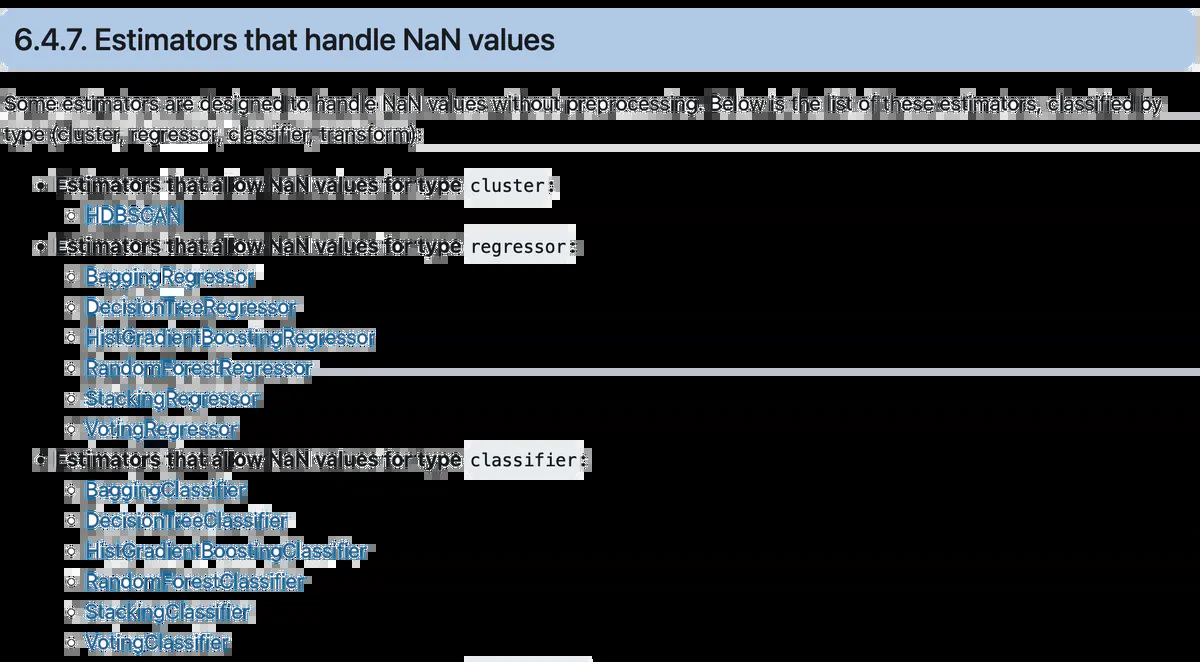 6.4.7. Estimators that handle NaN values
Some estimators are designed to handle NaN values without preprocessing. Below is the list of these estimators, classified by
type (cluster, regressor, classifier, transform):
• Estimators that allow NaN values for type cluster:
◦ HDBSCAN
• Estimators that allow NaN values for type regressor:
◦ BaggingRegressor
◦ DecisionTreeRegressor
◦ HistGradientBoostingRegressor
◦ RandomForestRegressor
◦ StackingRegressor
◦ VotingRegressor
• Estimators that allow NaN values for type classifier:
◦ BaggingClassifier
◦ DecisionTreeClassifier
◦ HistGradientBoostingClassifier
◦ RandomForestClassifier
◦ StackingClassifier
◦ VotingClassifier